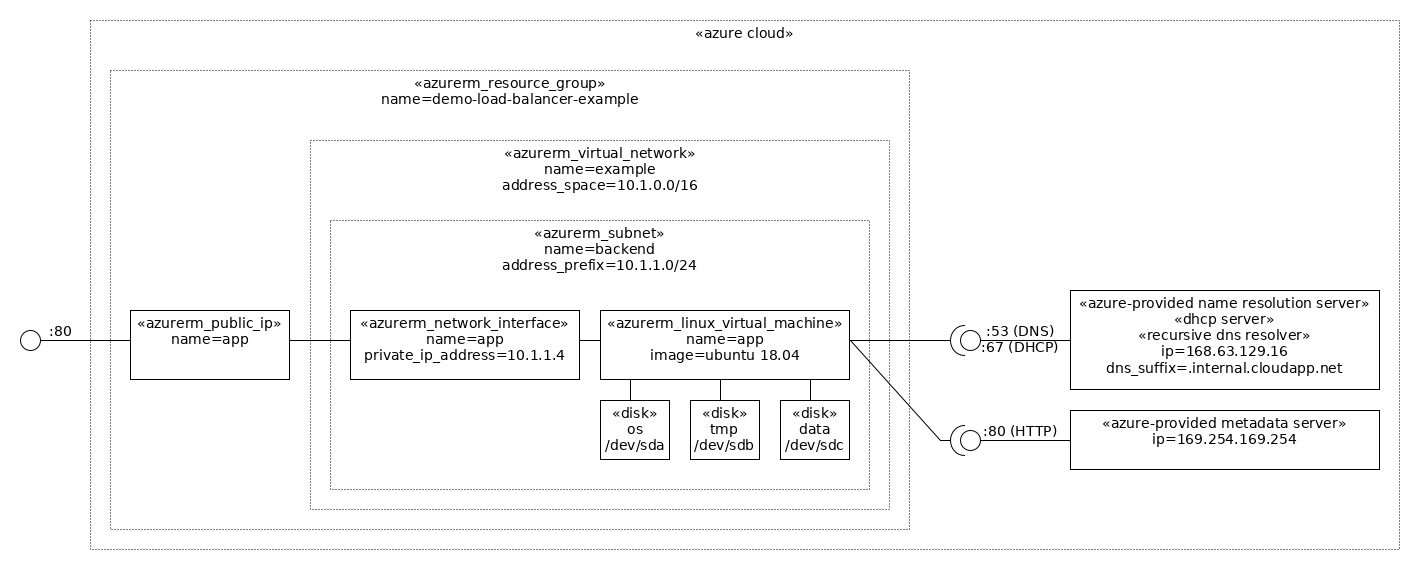 «azure cloud»
«azurerm_resource_group»
name=demo-load-balancer-example
«azurerm_virtual_network»
name=example
address_space=10.1.0.0/16
«azurerm_subnet»
name=backend
address_prefix=10.1.1.0/24
:80
«azurerm_public_ip»
name=app
«azurerm_network_interface»
name=app
private_ip_address=10.1.1.4
«azurerm_linux_virtual_machine»
name=app
image=ubuntu 18.04
«disk»
os
/dev/sda
«disk»
tmp
/dev/sdb
«disk»
data
/dev/sdc
:53 (DNS)
:67 (DHCP)
«azure-provided name resolution server»
«dhcp server»
«recursive dns resolver»
ip=168.63.129.16
dns_suffix=.internal.cloudapp.net
:80 (HTTP)
«azure-provided metadata server»
ip=169.254.169.254